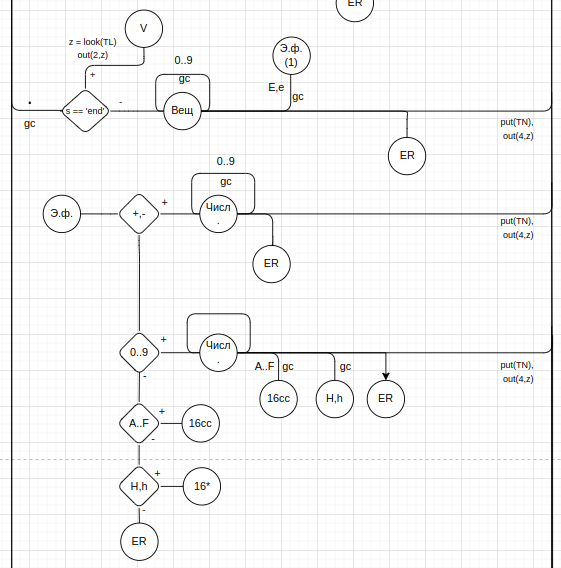 ER
V
z = look(TL)
out(2,z)
+
0..9
gc
Э.ф.
(1)
E,e
gc
.
gc
s == 'end'
-
Вещ
put(TN),
out(4,z)
ER
0..9
gc
Э.ф.
+,-
+
Числ
.
put(TN),
out(4,z)
ER
0..9
+
-
Числ
.
A..F
gc
gc
put(TN),
out(4,z)
16cc
H,h
ER
A..F
+
-
16cc
H,h
+
-
16*
ER